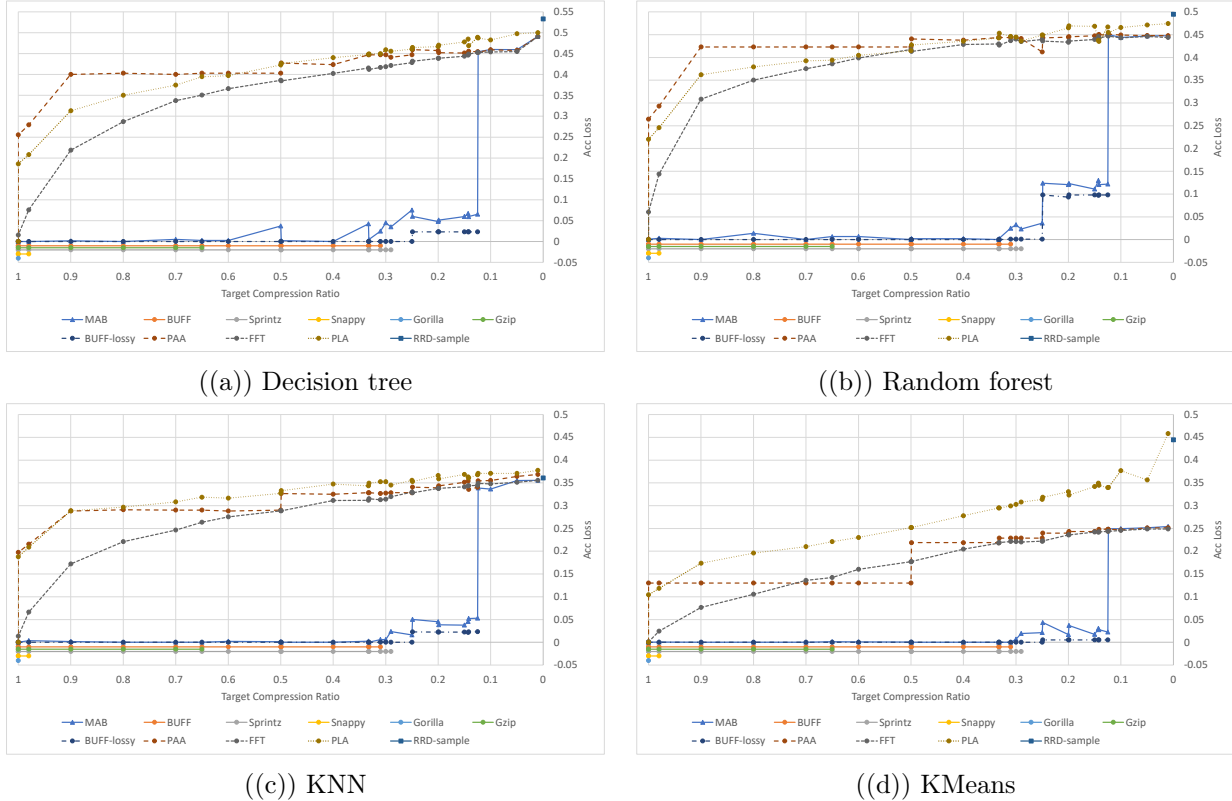 0.55
0.5
0.45
0.4
0.35
0.3
0.25
0.2
0.15
0.1
0.05
0
-0.05
Acc Loss
1 0.9 0.8 0.7 0.6 0.5 0.4 0.3 0.2 0.1 0
Target Compression Ratio
MAB BUFF Sprintz Snappy Gorilla Gzip
BUFF-lossy PAA FFT PLA RRD-sample
((a)) Decision tree
0.5
0.45
0.4
0.35
0.3
0.25
0.2
0.15
0.1
0.05
0
-0.05
Acc Loss
1 0.9 0.8 0.7 0.6 0.5 0.4 0.3 0.2 0.1 0
Target Compression Ratio
MAB BUFF Sprintz Snappy Gorilla Gzip
BUFF-lossy PAA FFT PLA RRD-sample
((b)) Random forest
0.5
0.45
0.4
0.35
0.3
0.25
0.2
0.15
0.1
0.05
0
-0.05
Acc Loss
1 0.9 0.8 0.7 0.6 0.5 0.4 0.3 0.2 0.1 0
Target Compression Ratio
MAB BUFF Sprintz Snappy Gorilla Gzip
BUFF-lossy PAA FFT PLA RRD-sample
((c)) KNN
0.5
0.45
0.4
0.35
0.3
0.25
0.2
0.15
0.1
0.05
0
-0.05
Acc Loss
1 0.9 0.8 0.7 0.6 0.5 0.4 0.3 0.2 0.1 0
Target Compression Ratio
MAB BUFF Sprintz Snappy Gorilla Gzip
BUFF-lossy PAA FFT PLA RRD-sample
((d)) KMeans